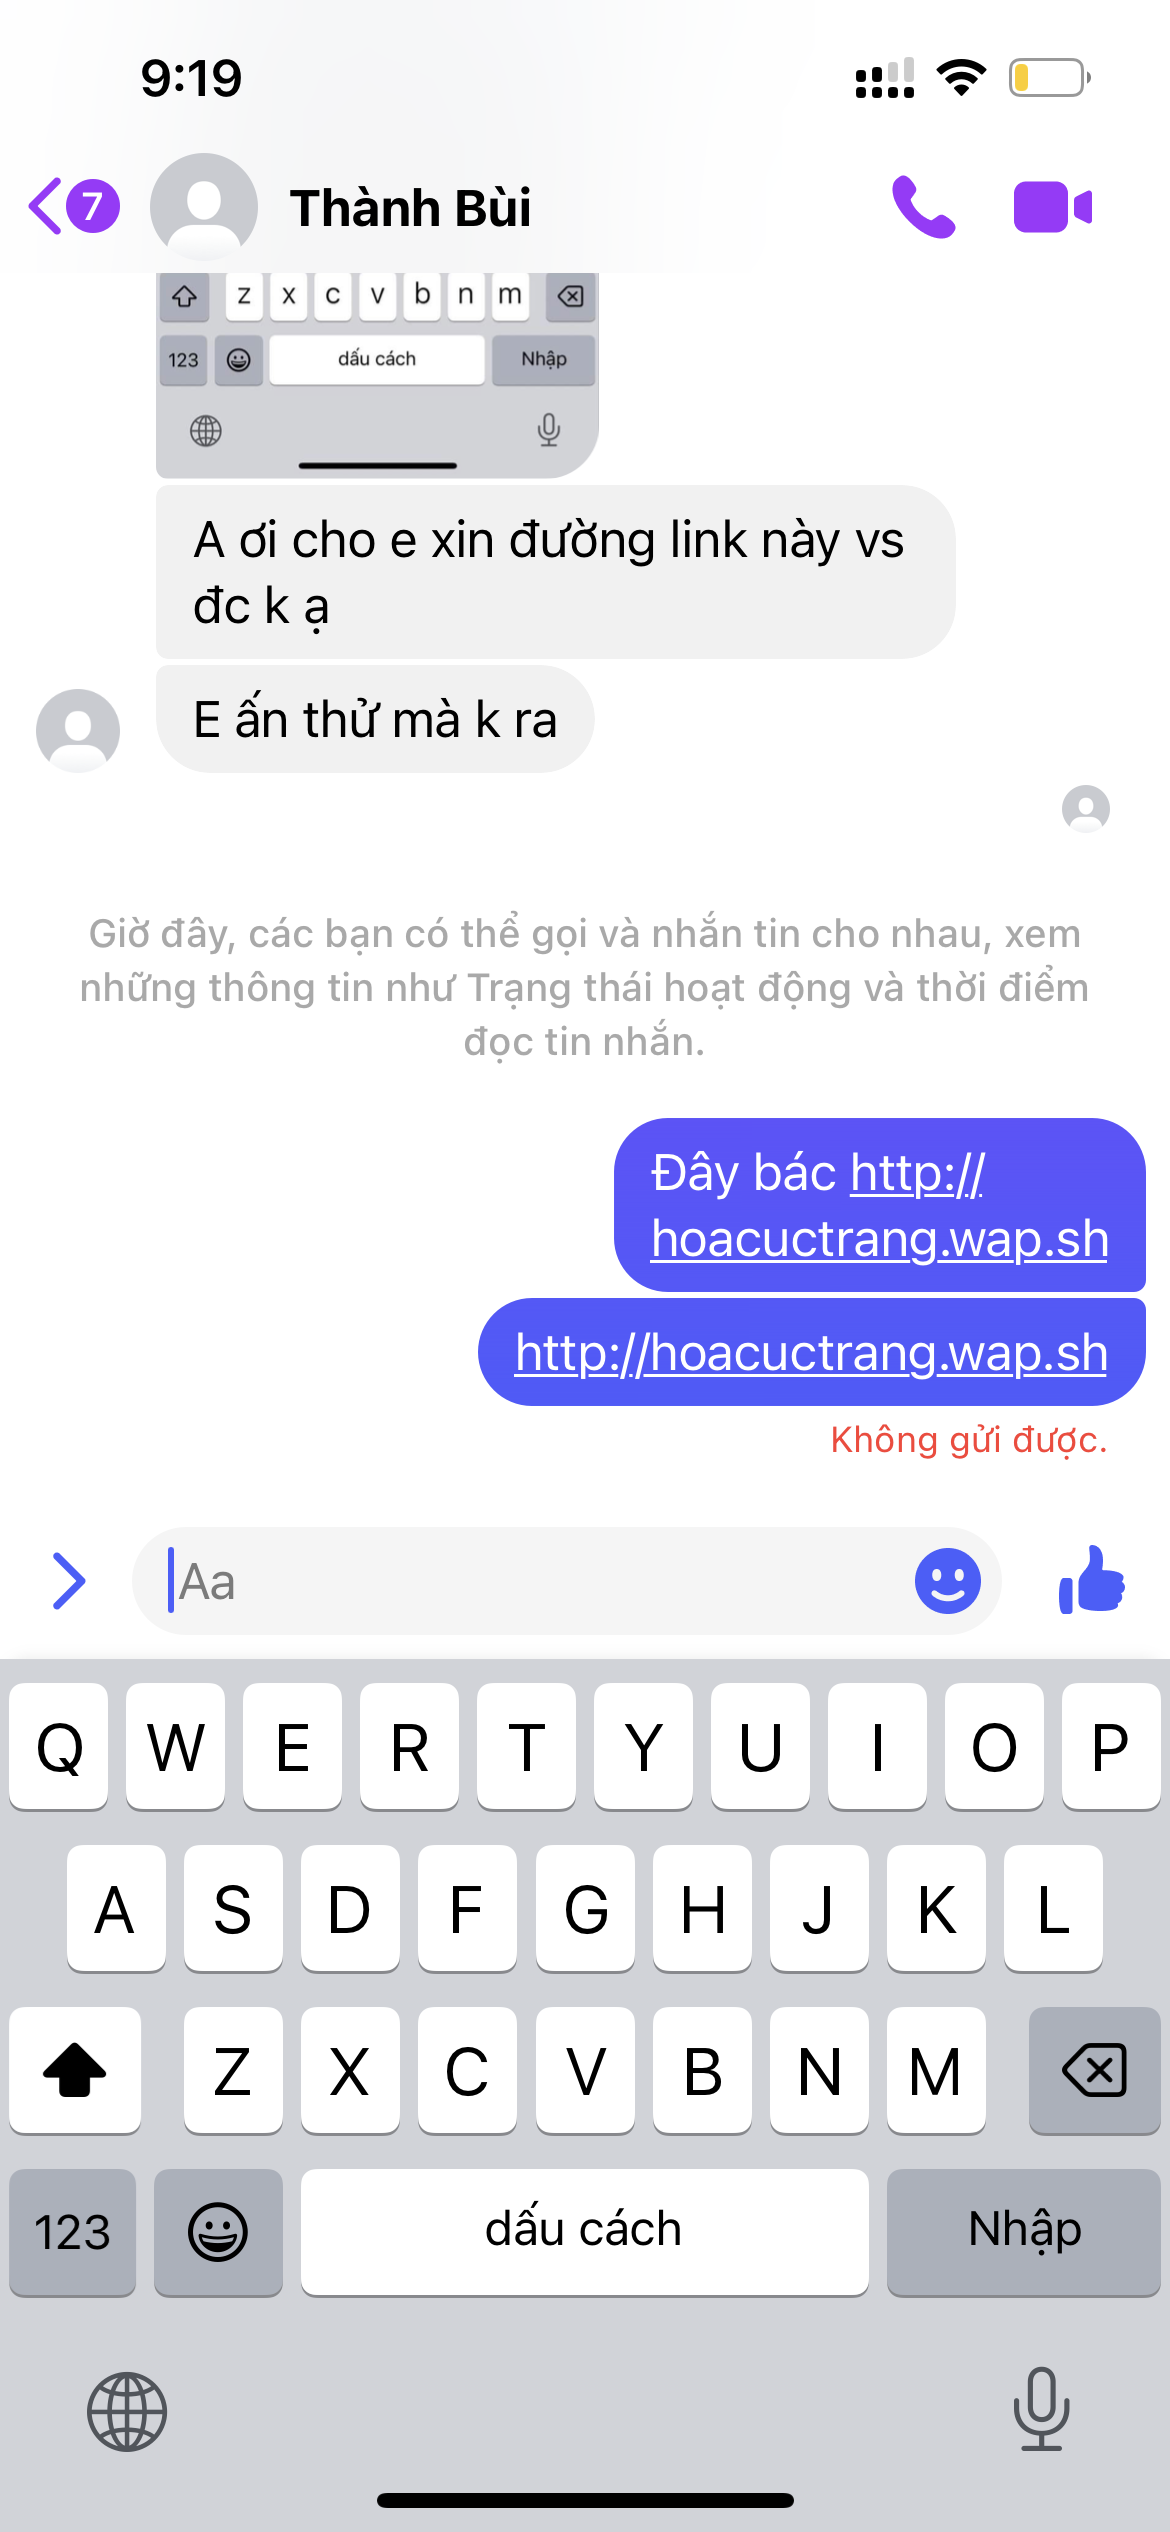 9:19
7
Thành Bùi
z x c v b n m
123 dấu cách Nhập
A ơi cho e xin đường link này vs
đc k ạ
E ấn thử mà k ra
Giờ đây, các bạn có thể gọi và nhắn tin cho nhau, xem
những thông tin như Trạng thái hoạt động và thời điểm
đọc tin nhắn.
Đây bác http://
hoacuctrang.wap.sh
http://hoacuctrang.wap.sh
Không gửi được.
Aa
Q W E R T Y U I O P
A S D F G H J K L
Z X C V B N M
123 dấu cách Nhập